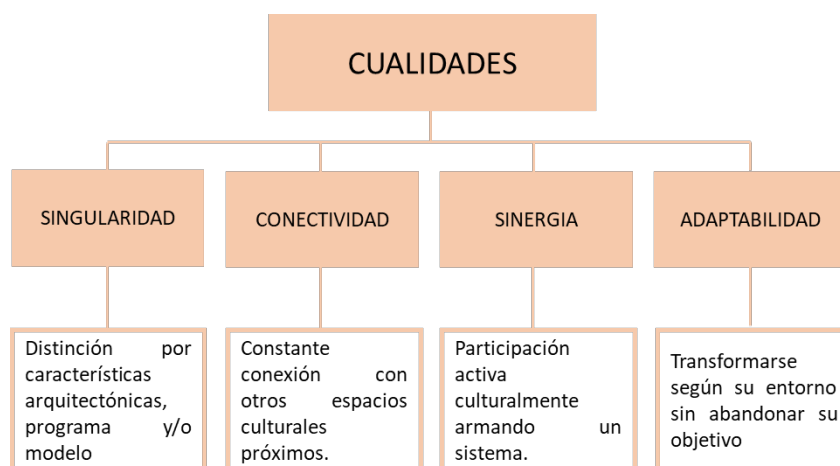 CUALIDADES
SINGULARIDAD
CONECTIVIDAD
SINERGIA
ADAPTABILIDAD
Distinción por
características
arquitectónicas,
programa y/o
modelo
Constante
conexión con
otros espacios
culturales
próximos.
Participación
activa
culturalmente
armando un
sistema.
Transformarse
según su entorno
sin abandonar su
objetivo